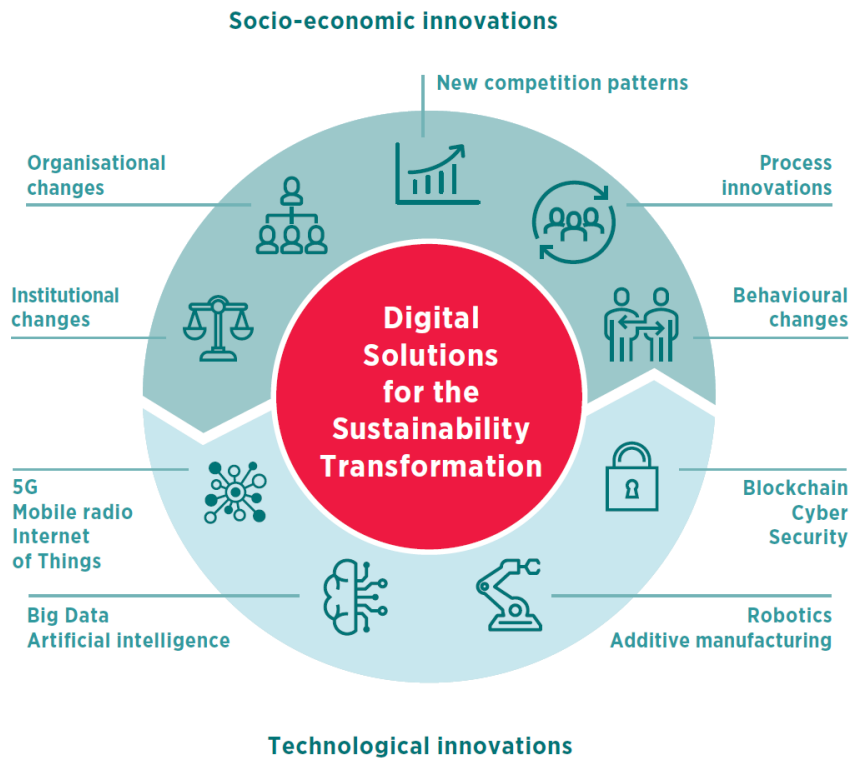 Socio-economic innovations
New competition patterns
Organisational
changes
Process
innovations
Institutional
changes
Behavioural
changes
Digital
Solutions
for the
Sustainability
Transformation
5G
Mobile radio
Internet
of Things
Blockchain
Cyber
Security
Big Data
Artificial intelligence
Robotics
Additive manufacturing
Technological innovations